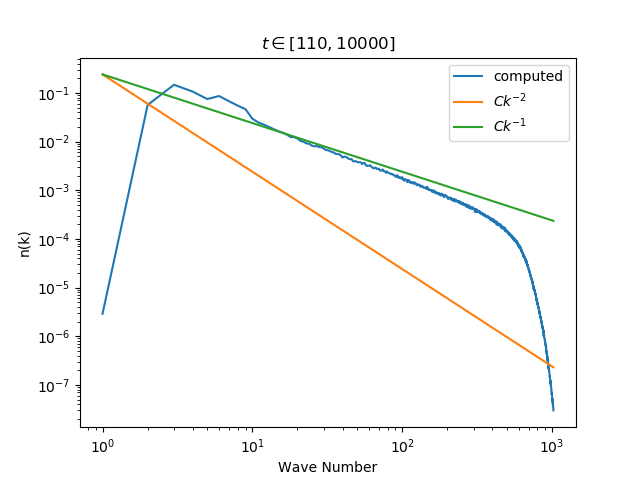 t ∈ [110, 10000]
computed
Ck⁻²
Ck⁻¹
n(k)
10⁻¹
10⁻²
10⁻³
10⁻⁴
10⁻⁵
10⁻⁶
10⁻⁷
10⁰ 10¹ 10² 10³
Wave Number